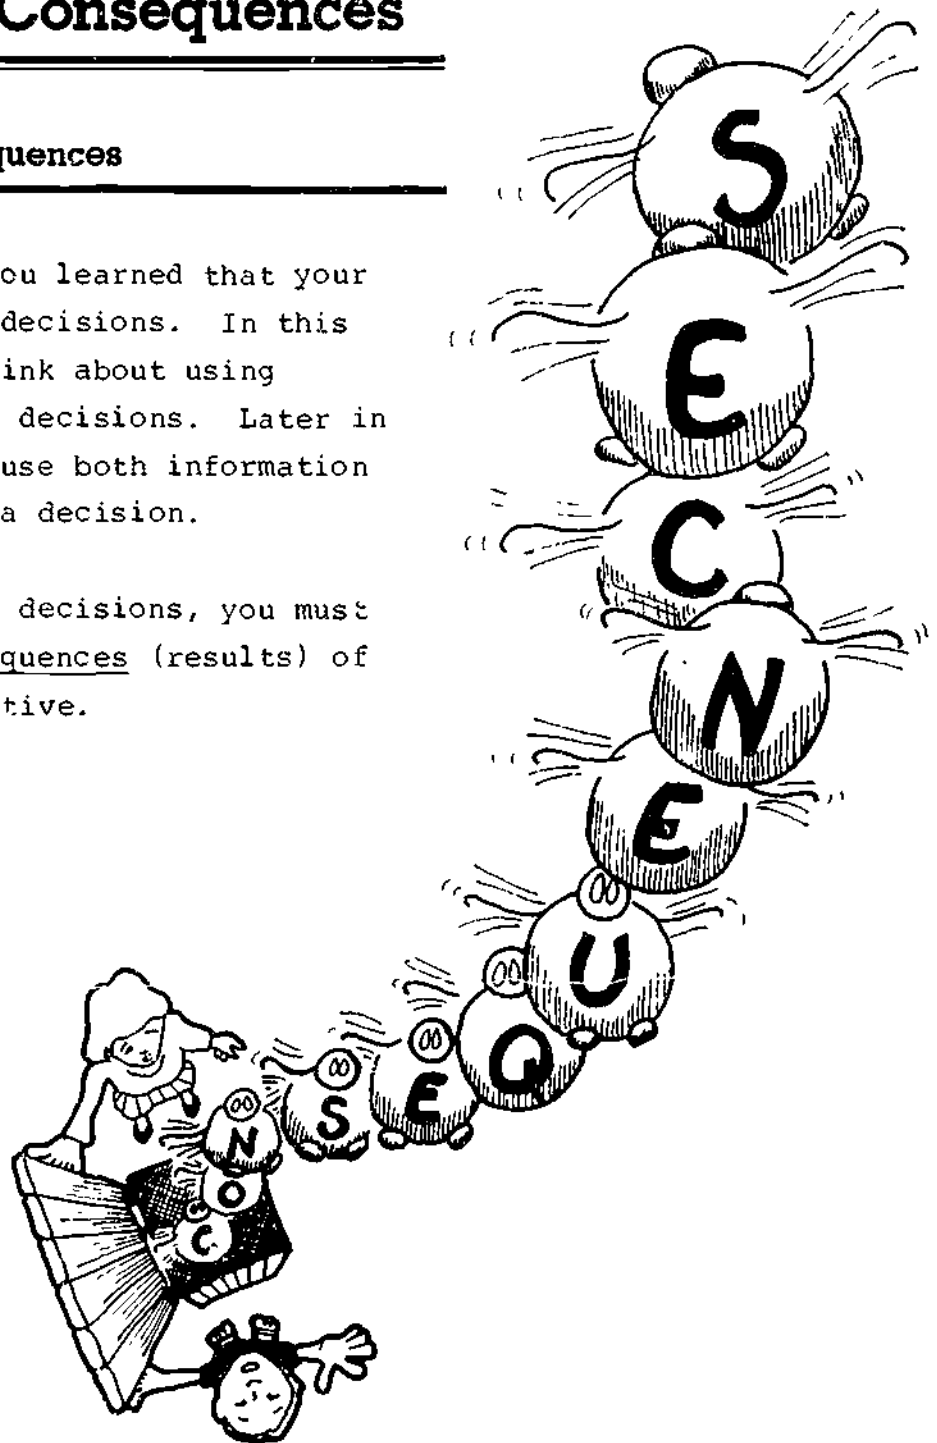 Consequences
quences
ou learned that your
decisions. In this
ink about using
decisions. Later in
use both information
a decision.
decisions, you must
quences (results) of
tive.
CONSEQUENCES